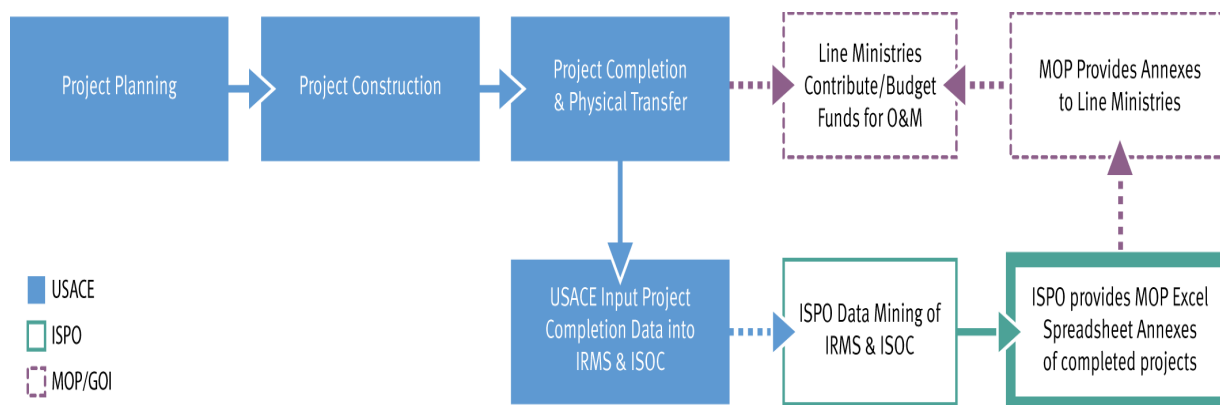 Project Planning
Project Construction
Project Completion
& Physical Transfer
Line Ministries
Contribute/Budget
Funds for O&M
MOP Provides Annexes
to Line Ministries
USACE Input Project
Completion Data into
IRMS & ISOC
ISPO Data Mining of
IRMS & ISOC
ISPO provides MOP Excel
Spreadsheet Annexes
of completed projects
USACE
ISPO
MOP/GOI